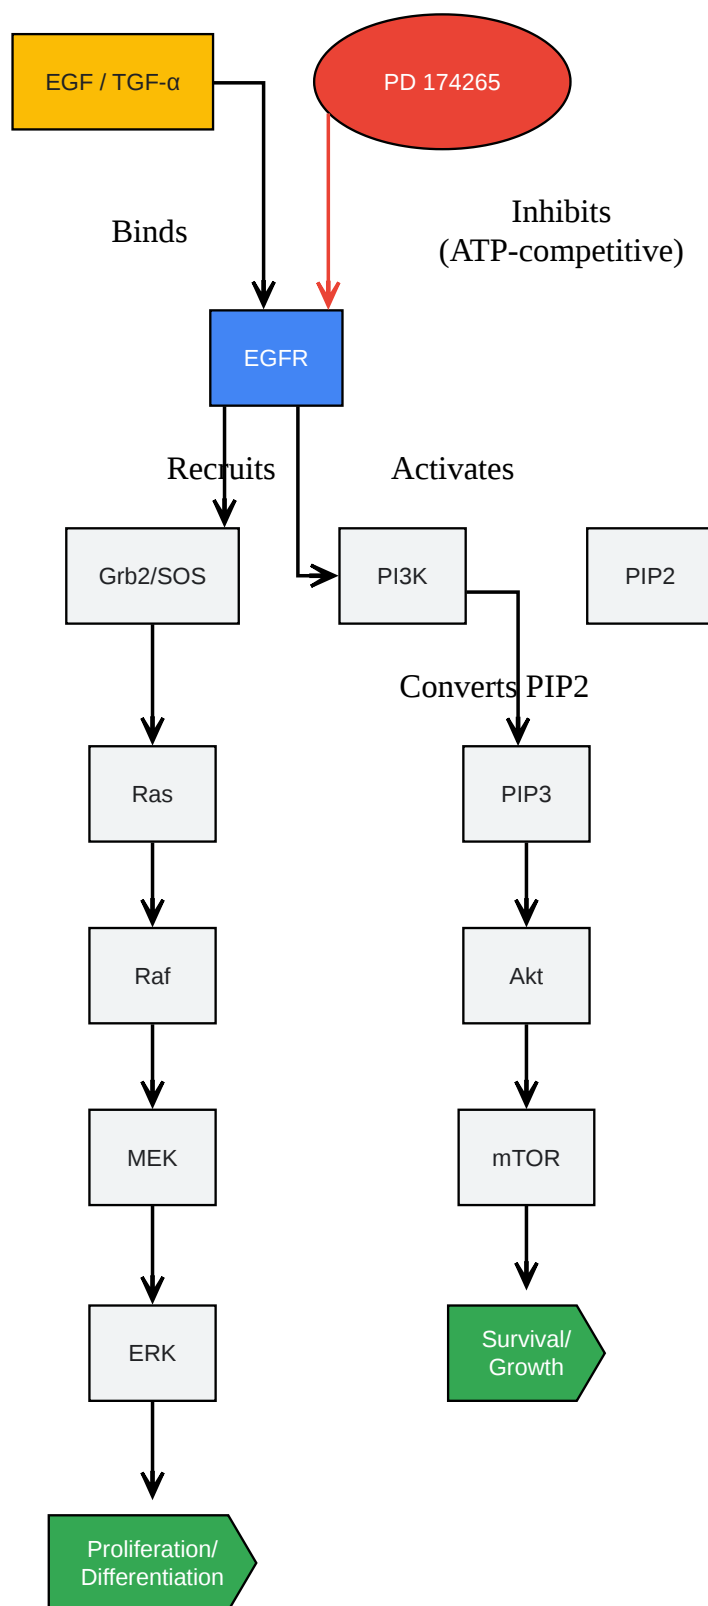 EGF / TGF-α
PD 174265
Binds
Inhibits
(ATP-competitive)
EGFR
Recruits
Activates
Grb2/SOS
PI3K
PIP2
Converts PIP2
Ras
PIP3
Raf
Akt
MEK
mTOR
ERK
Survival/
Growth
Proliferation/
Differentiation